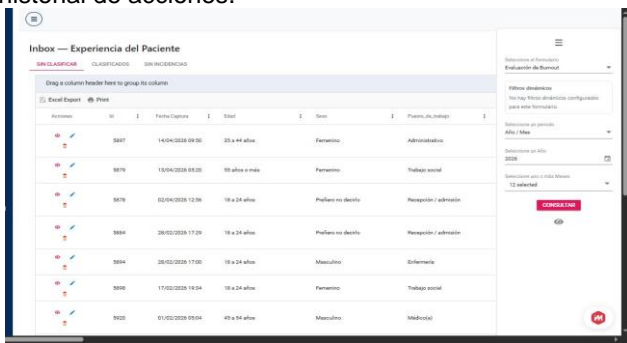 historial de acciones.
Inbox — Experiencia del Paciente
SIN CLASIFICAR CLASIFICADOS SIN INCIDENCIAS
Drag a column header here to group its column
Excel Export Print
Acciones Id Fecha Captura Edad Sexo Puesto_de_trabajo
5897 14/04/2026 09:50 25 a 44 años Femenino Administrativo
5879 13/04/2026 05:25 55 años o más Femenino Trabajo social
5878 02/04/2026 12:56 18 a 24 años Prefiero no decirlo Recepción / admisión
5884 28/02/2026 17:29 18 a 24 años Prefiero no decirlo Recepción / admisión
5894 28/02/2026 17:00 18 a 24 años Masculino Enfermería
5898 17/02/2026 19:04 18 a 24 años Femenino Trabajo social
5920 01/02/2026 05:04 45 a 54 años Masculino Médico(a)
Seleccione el formulario
Evaluación de Burnout
Filtros dinámicos
No hay filtros dinámicos configurados
para este formulario.
Seleccione un periodo
Año / Mes
Seleccione un Año
2026
Seleccione uno o más Meses
12 selected
CONSULTAR